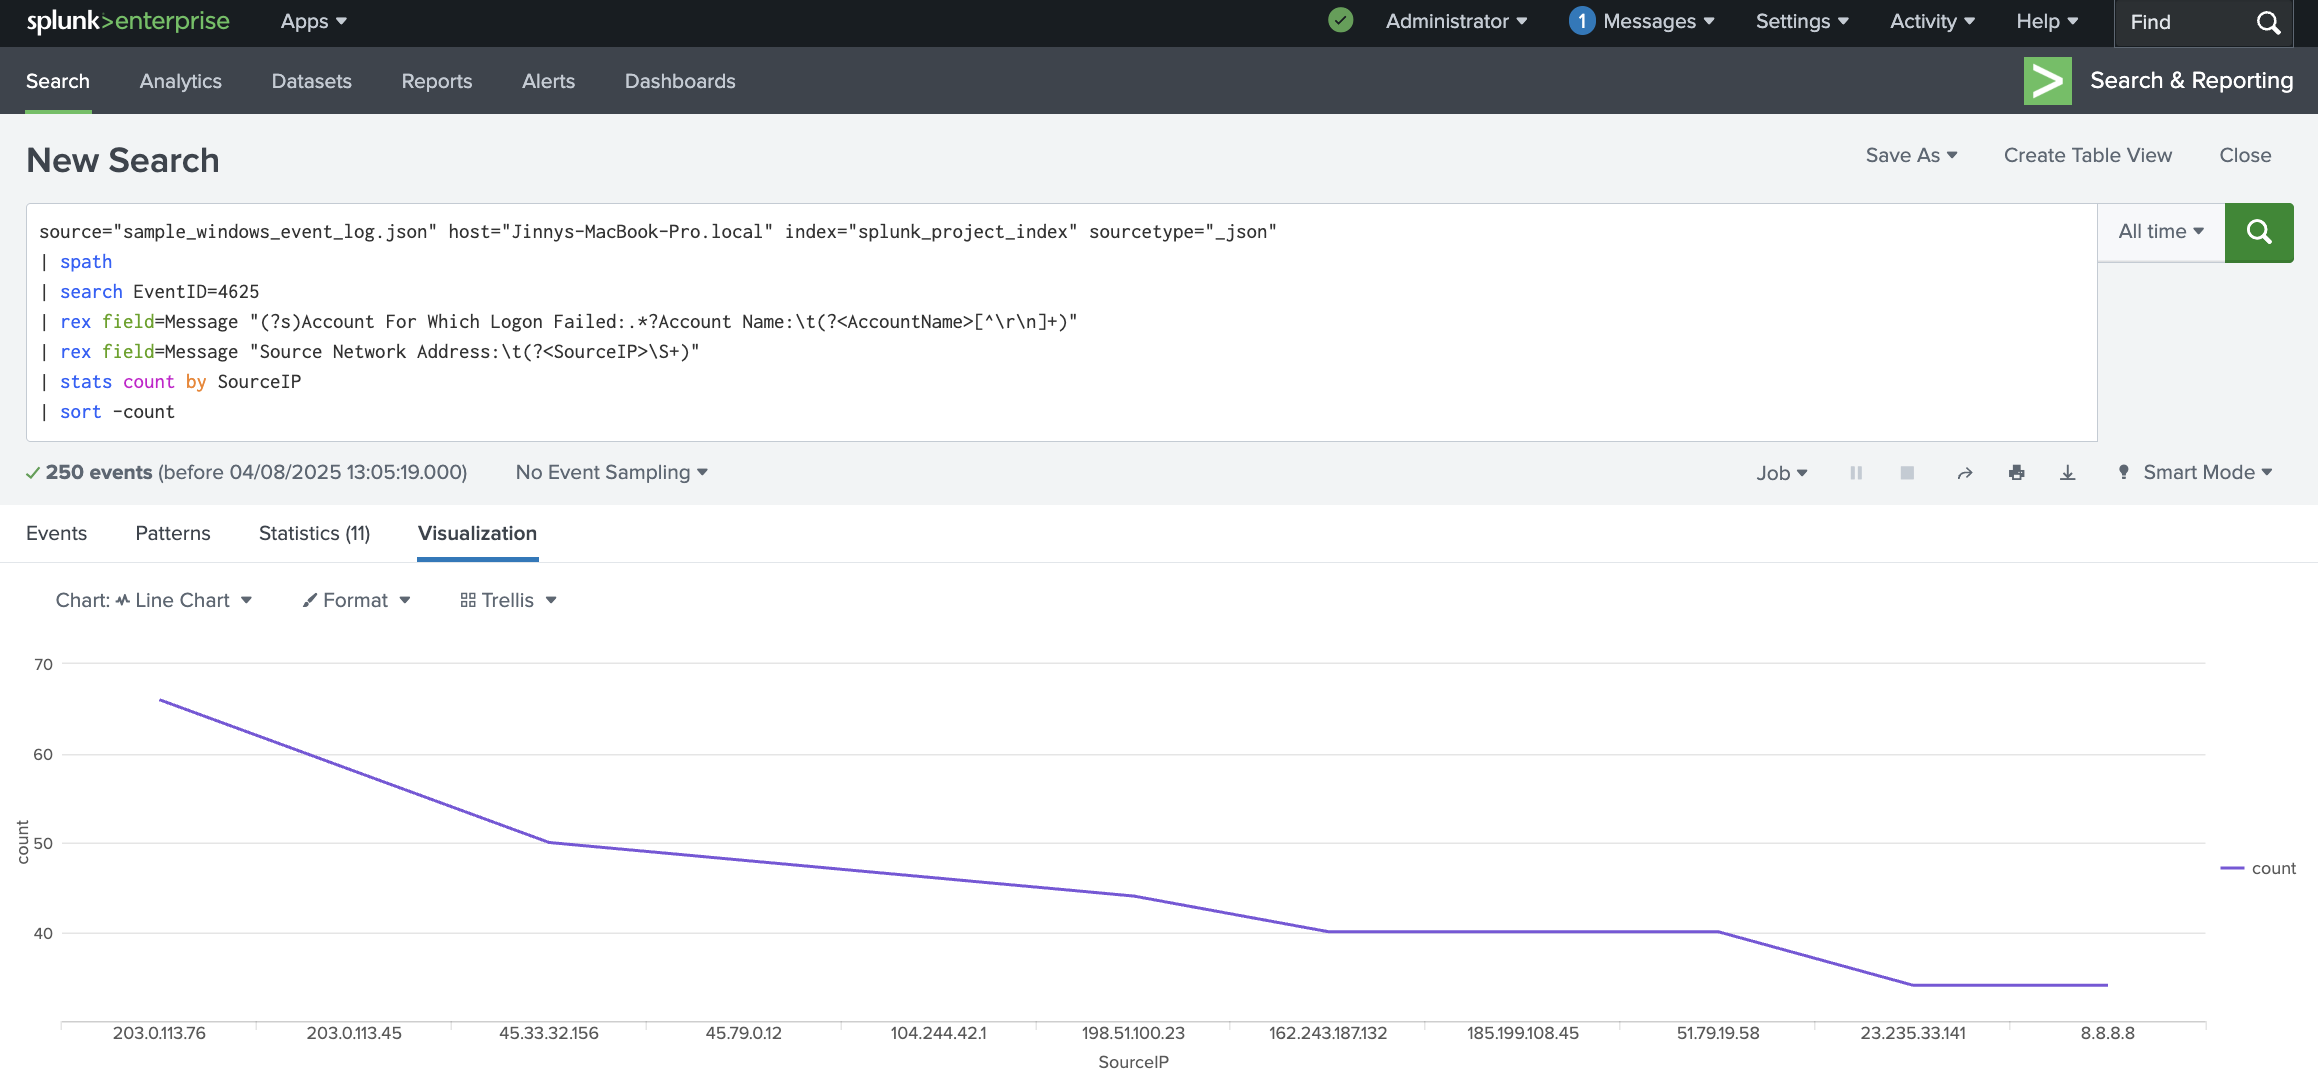 splunk>enterprise Apps Administrator 1 Messages Settings Activity Help Find
Search Analytics Datasets Reports Alerts Dashboards Search & Reporting
New Search Save As Create Table View Close
source="sample_windows_event_log.json" host="Jinnys-MacBook-Pro.local" index="splunk_project_index" sourcetype="_json" All time
| spath
| search EventID=4625
| rex field=Message "(?s)Account For Which Logon Failed:.*?Account Name:\t(?<AccountName>[^\r\n]+)"
| rex field=Message "Source Network Address:\t(?<SourceIP>\S+)"
| stats count by SourceIP
| sort -count
250 events (before 04/08/2025 13:05:19.000) No Event Sampling Job Smart Mode
Events Patterns Statistics (11) Visualization
Chart: Line Chart Format Trellis
70
60
50
40
count
count
203.0.113.76 203.0.113.45 45.33.32.156 45.79.0.12 104.244.42.1 198.51.100.23 162.243.187.132 185.199.108.45 51.79.19.58 23.235.33.141 8.8.8.8
SourceIP